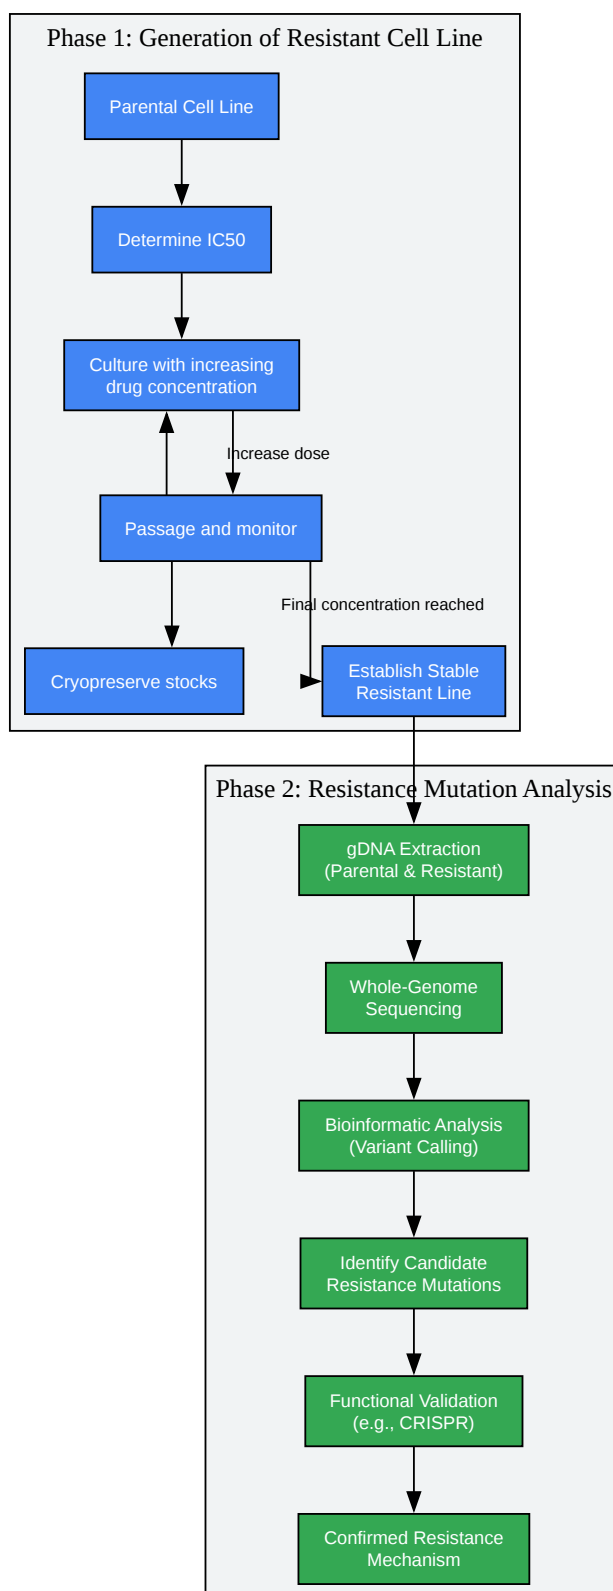 Phase 1: Generation of Resistant Cell Line
Parental Cell Line
Determine IC50
Culture with increasing
drug concentration
Increase dose
Passage and monitor
Final concentration reached
Cryopreserve stocks
Establish Stable
Resistant Line
Phase 2: Resistance Mutation Analysis
gDNA Extraction
(Parental & Resistant)
Whole-Genome
Sequencing
Bioinformatic Analysis
(Variant Calling)
Identify Candidate
Resistance Mutations
Functional Validation
(e.g., CRISPR)
Confirmed Resistance
Mechanism